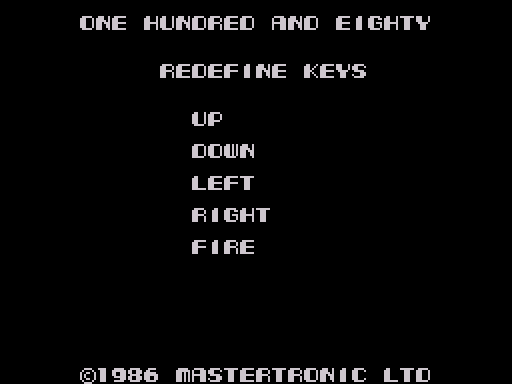 ONE HUNDRED AND EIGHTY
REDEFINE KEYS
UP
DOWN
LEFT
RIGHT
FIRE
©1986 MASTERTRONIC LTD